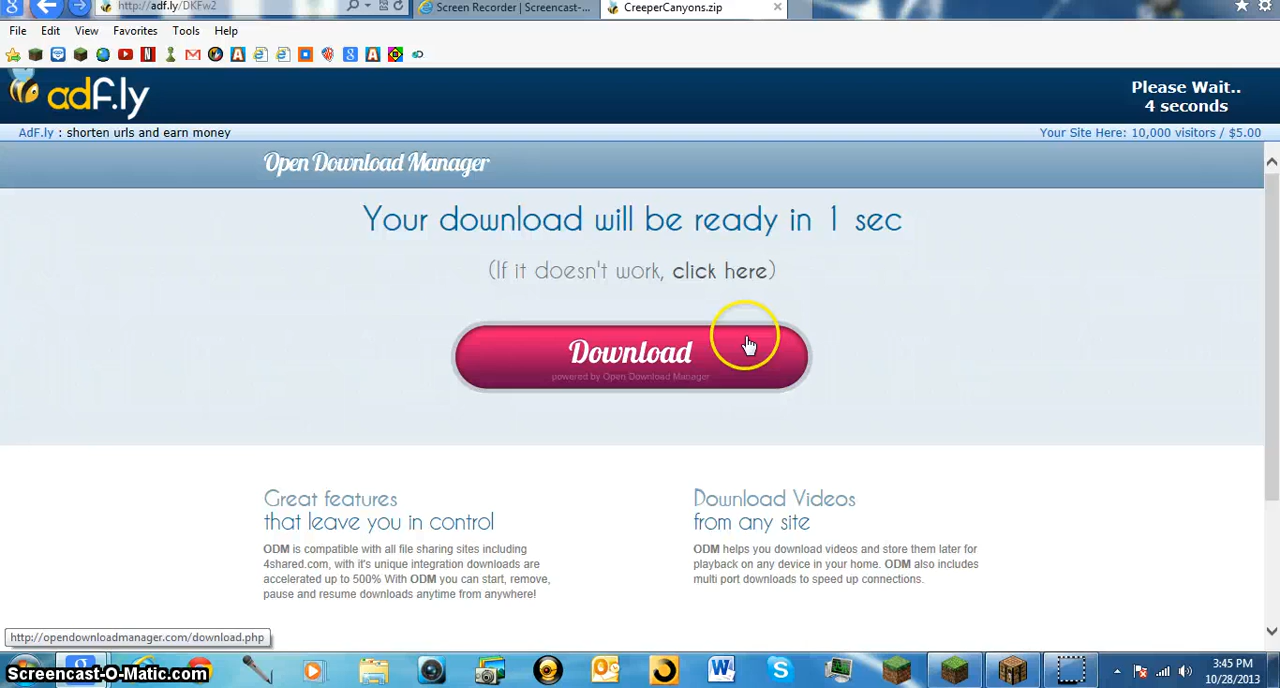 http://adf.ly/DKFw2
Screen Recorder | Screencast-...
CreeperCanyons.zip
File Edit View Favorites Tools Help
adf.ly
Please Wait..
4 seconds
AdF.ly : shorten urls and earn money
Your Site Here: 10,000 visitors / $5.00
Open Download Manager
Your download will be ready in 1 sec
(If it doesn't work, click here)
Download
powered by Open Download Manager
Great features
that leave you in control
ODM is compatible with all file sharing sites including
4shared.com, with it's unique integration downloads are
accelerated up to 500% With ODM you can start, remove,
pause and resume downloads anytime from anywhere!
Download Videos
from any site
ODM helps you download videos and store them later for
playback on any device in your home. ODM also includes
multi port downloads to speed up connections.
http://opendownloadmanager.com/download.php
Screencast-O-Matic.com
3:45 PM
10/28/2013